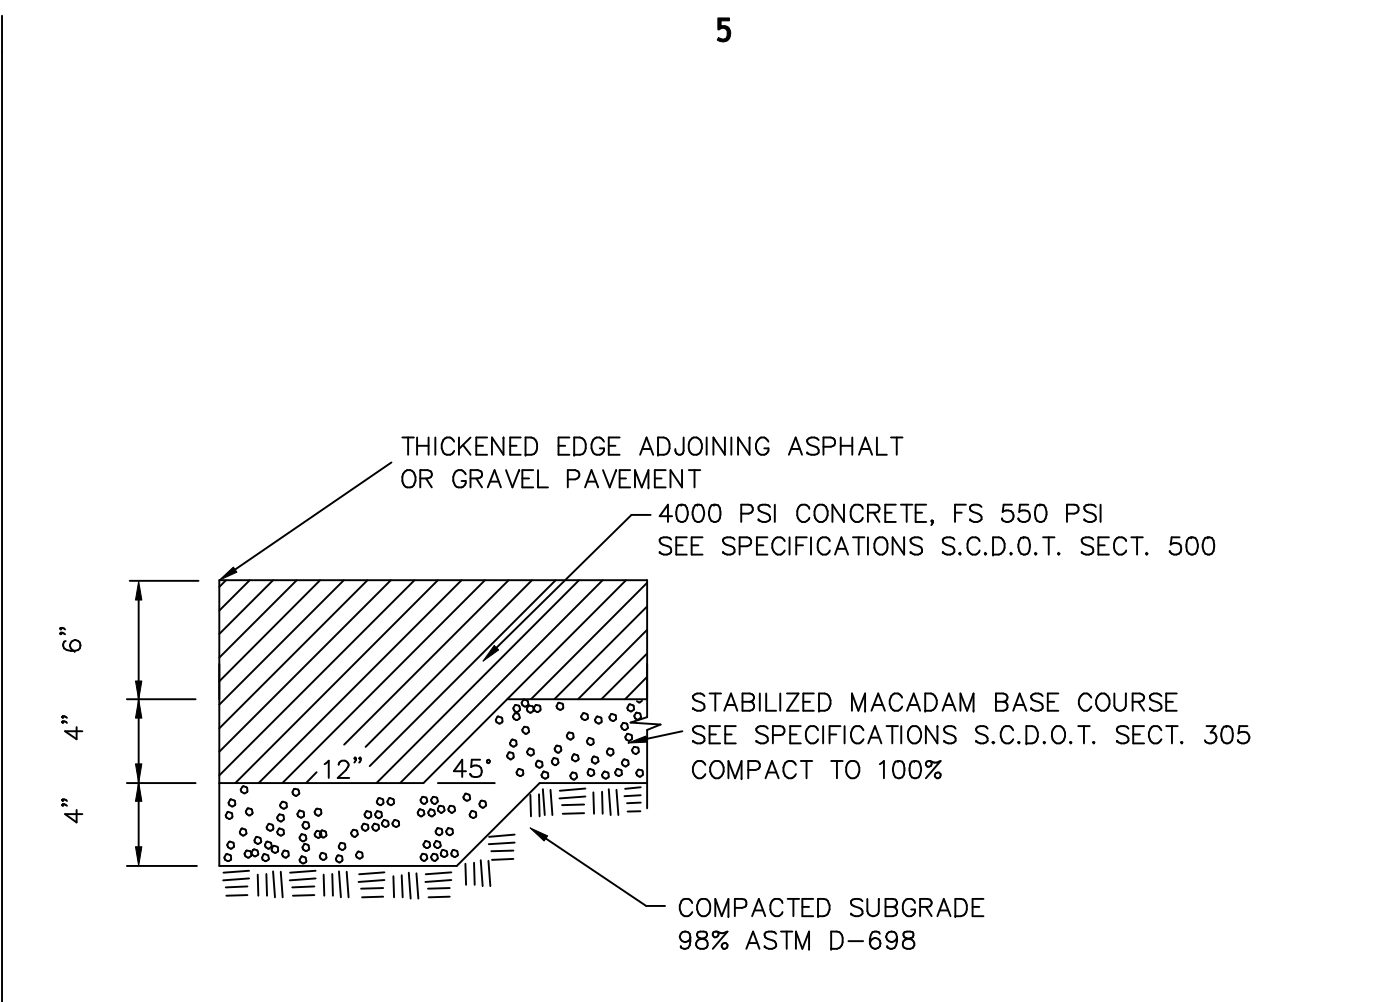 5
THICKENED EDGE ADJOINING ASPHALT
OR GRAVEL PAVEMENT
4000 PSI CONCRETE, FS 550 PSI
SEE SPECIFICATIONS S.C.D.O.T. SECT. 500
6"
4"
4"
12"
45°
STABILIZED MACADAM BASE COURSE
SEE SPECIFICATIONS S.C.D.O.T. SECT. 305
COMPACT TO 100%
COMPACTED SUBGRADE
98% ASTM D-698